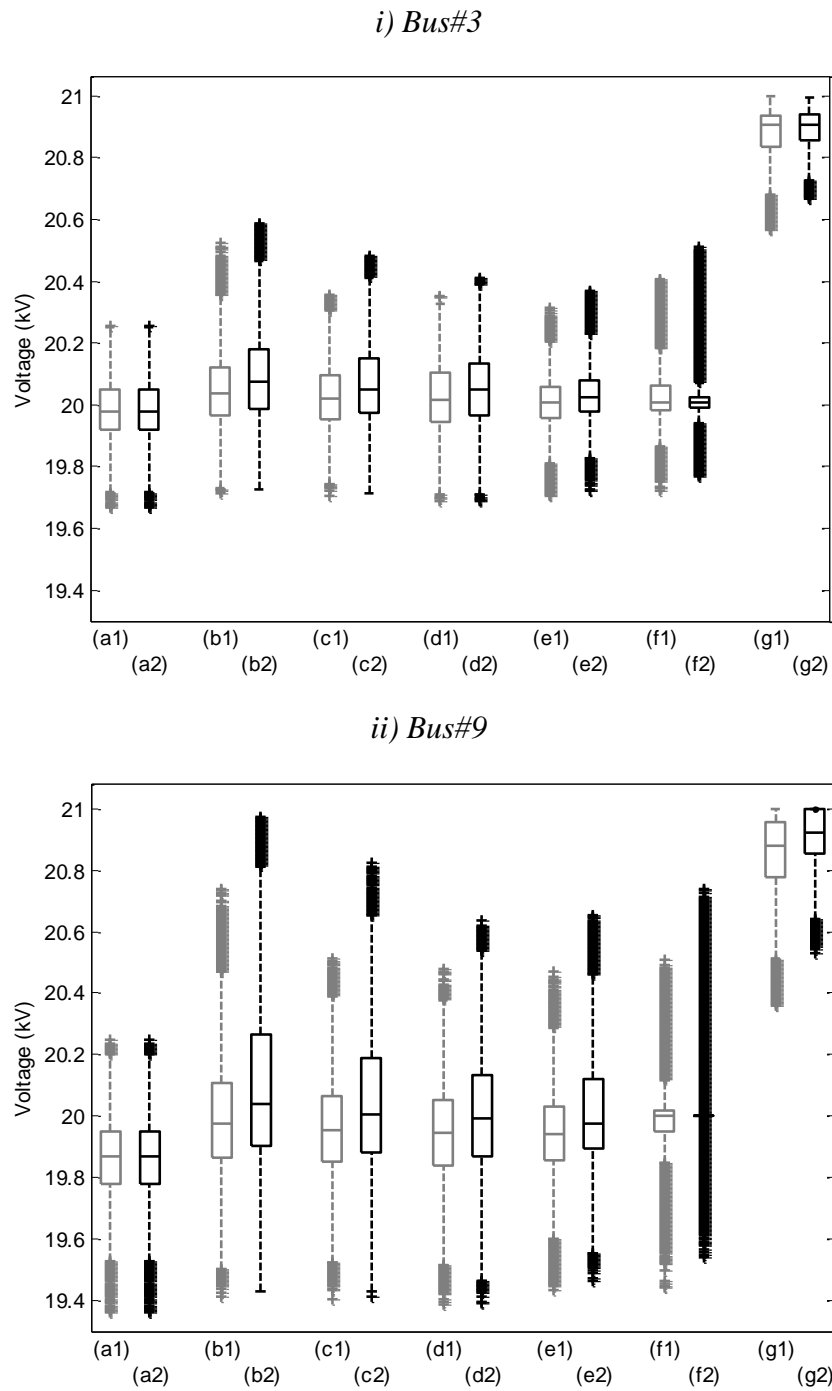 i) Bus#3
21
20.8
20.6
20.4
20.2
20
19.8
19.6
19.4
Voltage (kV)
(a1) (b1) (c1) (d1) (e1) (f1) (g1)
(a2) (b2) (c2) (d2) (e2) (f2) (g2)
ii) Bus#9
21
20.8
20.6
20.4
20.2
20
19.8
19.6
19.4
Voltage (kV)
(a1) (b1) (c1) (d1) (e1) (f1) (g1)
(a2) (b2) (c2) (d2) (e2) (f2) (g2)